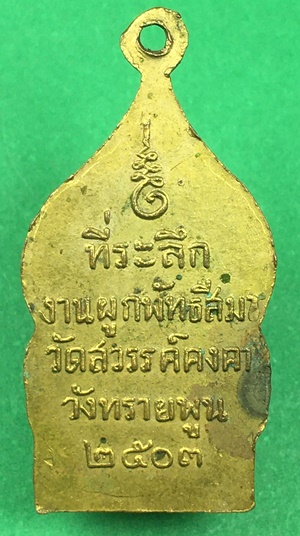 ที่ระลึก
งานผูกพัทธสีมา
วัดสวรรค์คงคา
วังทรายพูน
๒๕๐๓